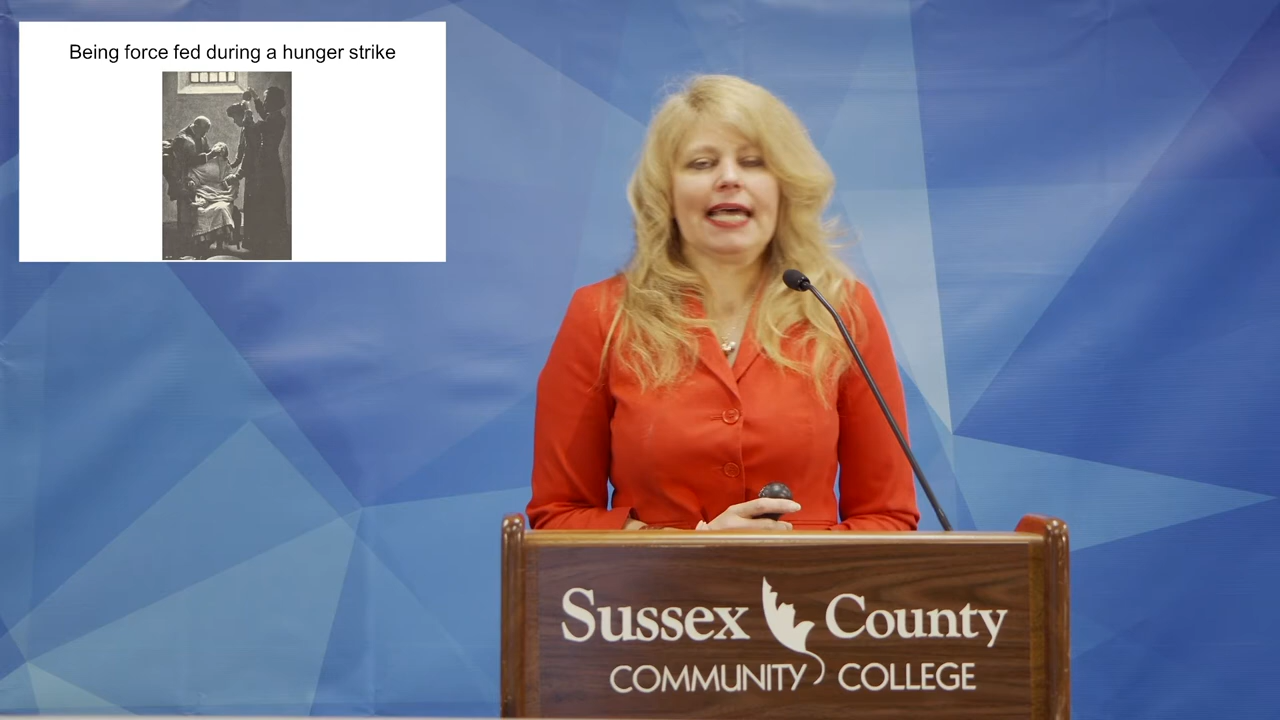 Being force fed during a hunger strike
Sussex County
COMMUNITY COLLEGE